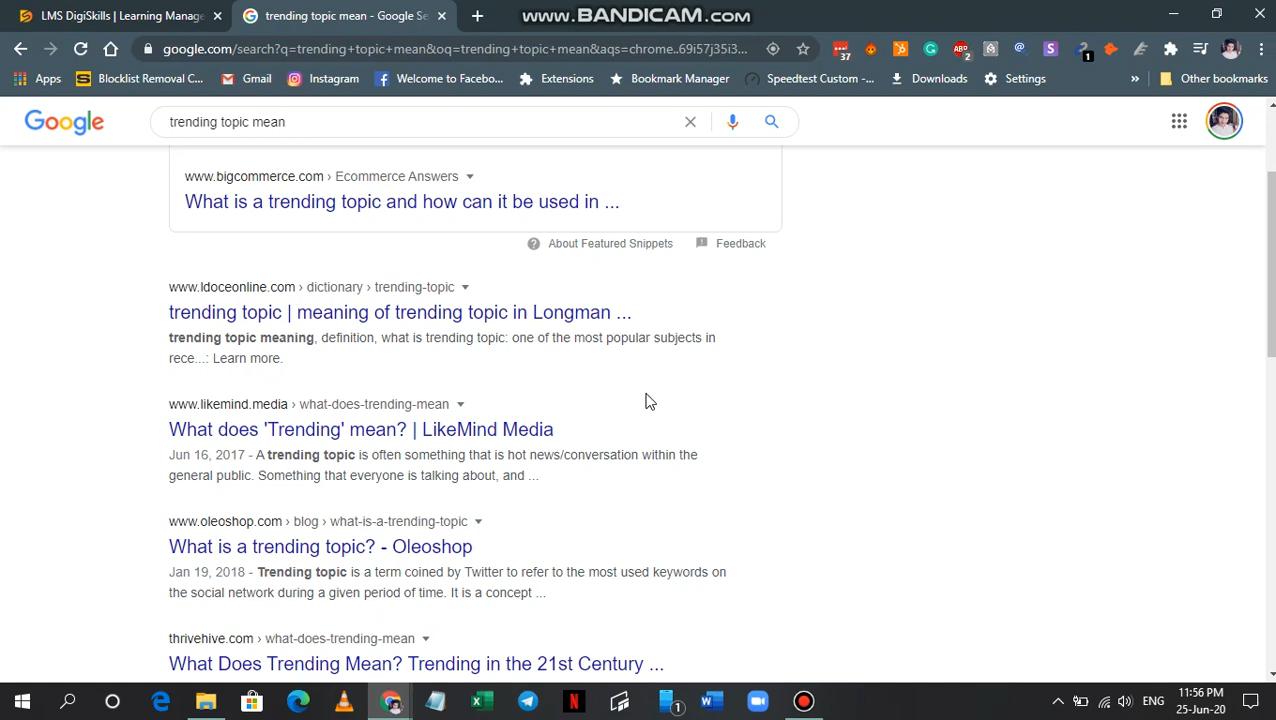 LMS DigiSkills | Learning Manage
trending topic mean - Google Se
www.BANDICAM.com
google.com/search?q=trending+topic+mean&oq=trending+topic+mean&aqs=chrome..69i57j35i3...
37
2
1
Apps
Blocklist Removal C...
Gmail
Instagram
Welcome to Facebo...
Extensions
Bookmark Manager
Speedtest Custom -...
Downloads
Settings
»
Other bookmarks
Google
trending topic mean
www.bigcommerce.com › Ecommerce Answers
What is a trending topic and how can it be used in ...
About Featured Snippets
Feedback
www.ldoceonline.com › dictionary › trending-topic
trending topic | meaning of trending topic in Longman ...
trending topic meaning, definition, what is trending topic: one of the most popular subjects in
rece...: Learn more.
www.likemind.media › what-does-trending-mean
What does 'Trending' mean? | LikeMind Media
Jun 16, 2017 - A trending topic is often something that is hot news/conversation within the
general public. Something that everyone is talking about, and ...
www.oleoshop.com › blog › what-is-a-trending-topic
What is a trending topic? - Oleoshop
Jan 19, 2018 - Trending topic is a term coined by Twitter to refer to the most used keywords on
the social network during a given period of time. It is a concept ...
thrivehive.com › what-does-trending-mean
What Does Trending Mean? Trending in the 21st Century ...
1
ENG
11:56 PM
25-Jun-20